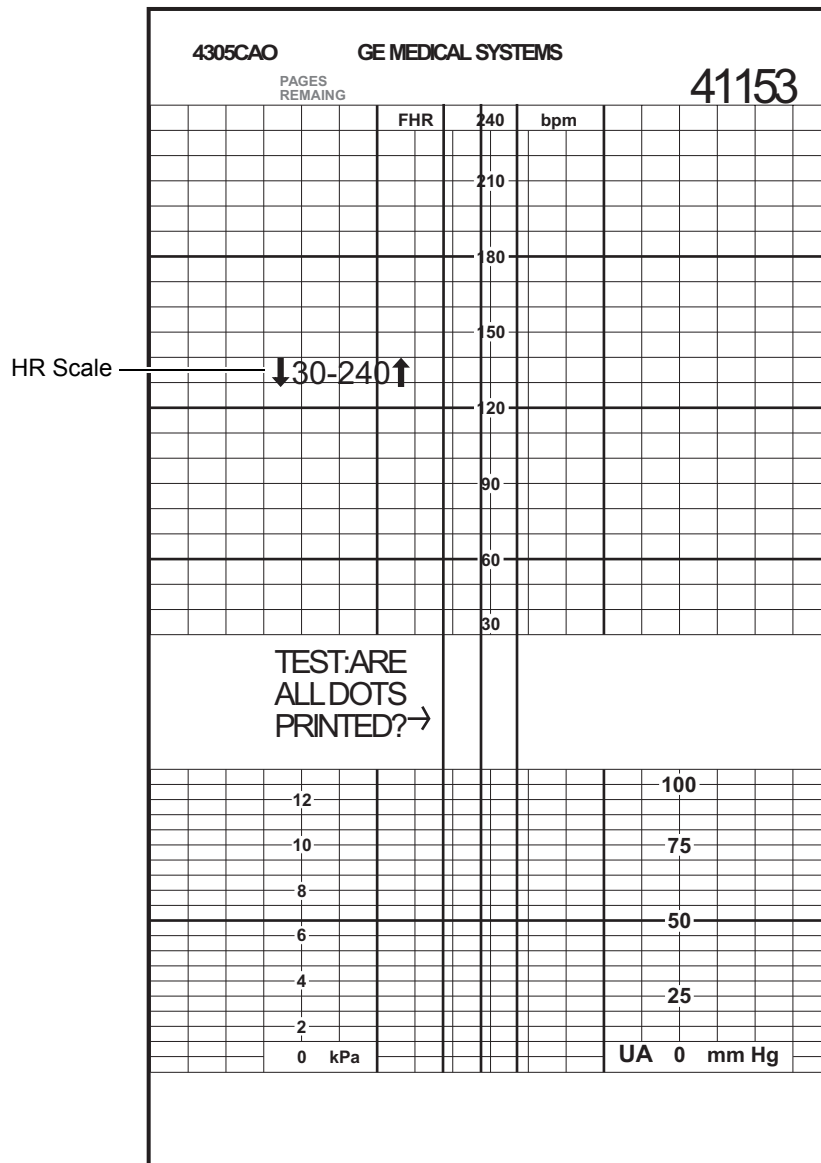 4305CAO GE MEDICAL SYSTEMS
PAGES
REMAING
41153
FHR 240 bpm
210
180
150
HR Scale
30-240
120
90
60
30
TEST:ARE
ALL DOTS
PRINTED?
100
12
10 75
8
50
6
4
25
2
0 kPa UA 0 mm Hg